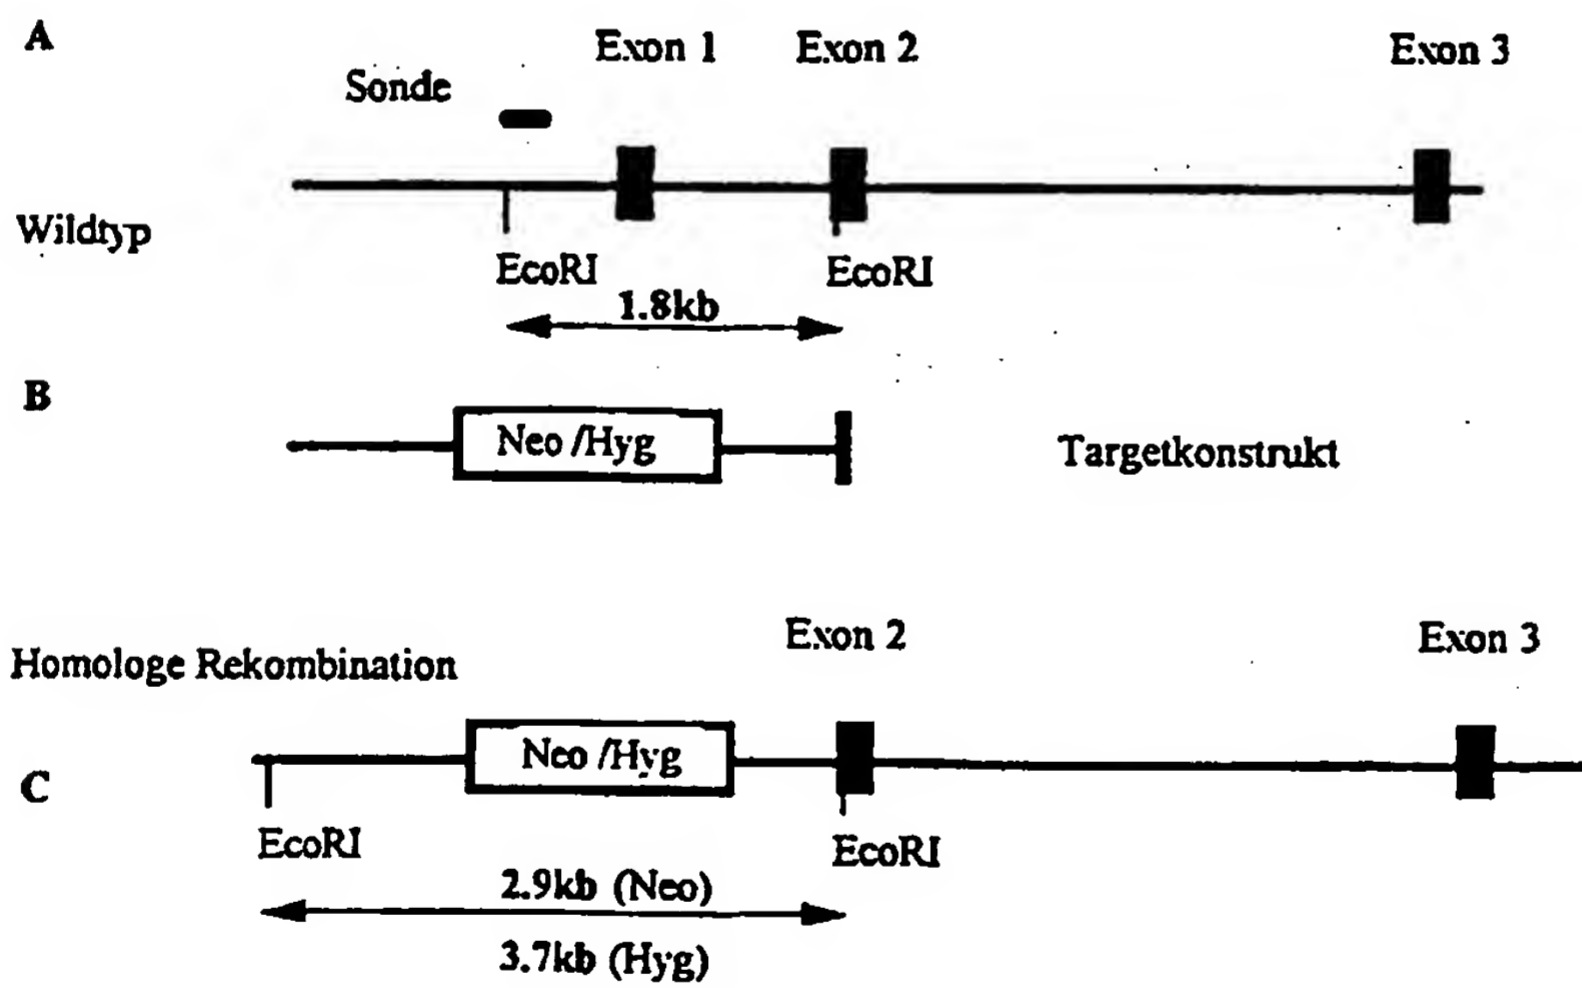 A
Exon 1
Exon 2
Exon 3
Sonde
Wildtyp
EcoRI
EcoRI
1.8kb
B
Neo /Hyg
Targetkonstrukt
Homologe Rekombination
Exon 2
Exon 3
Neo /Hyg
C
EcoRI
EcoRI
2.9kb (Neo)
3.7kb (Hyg)